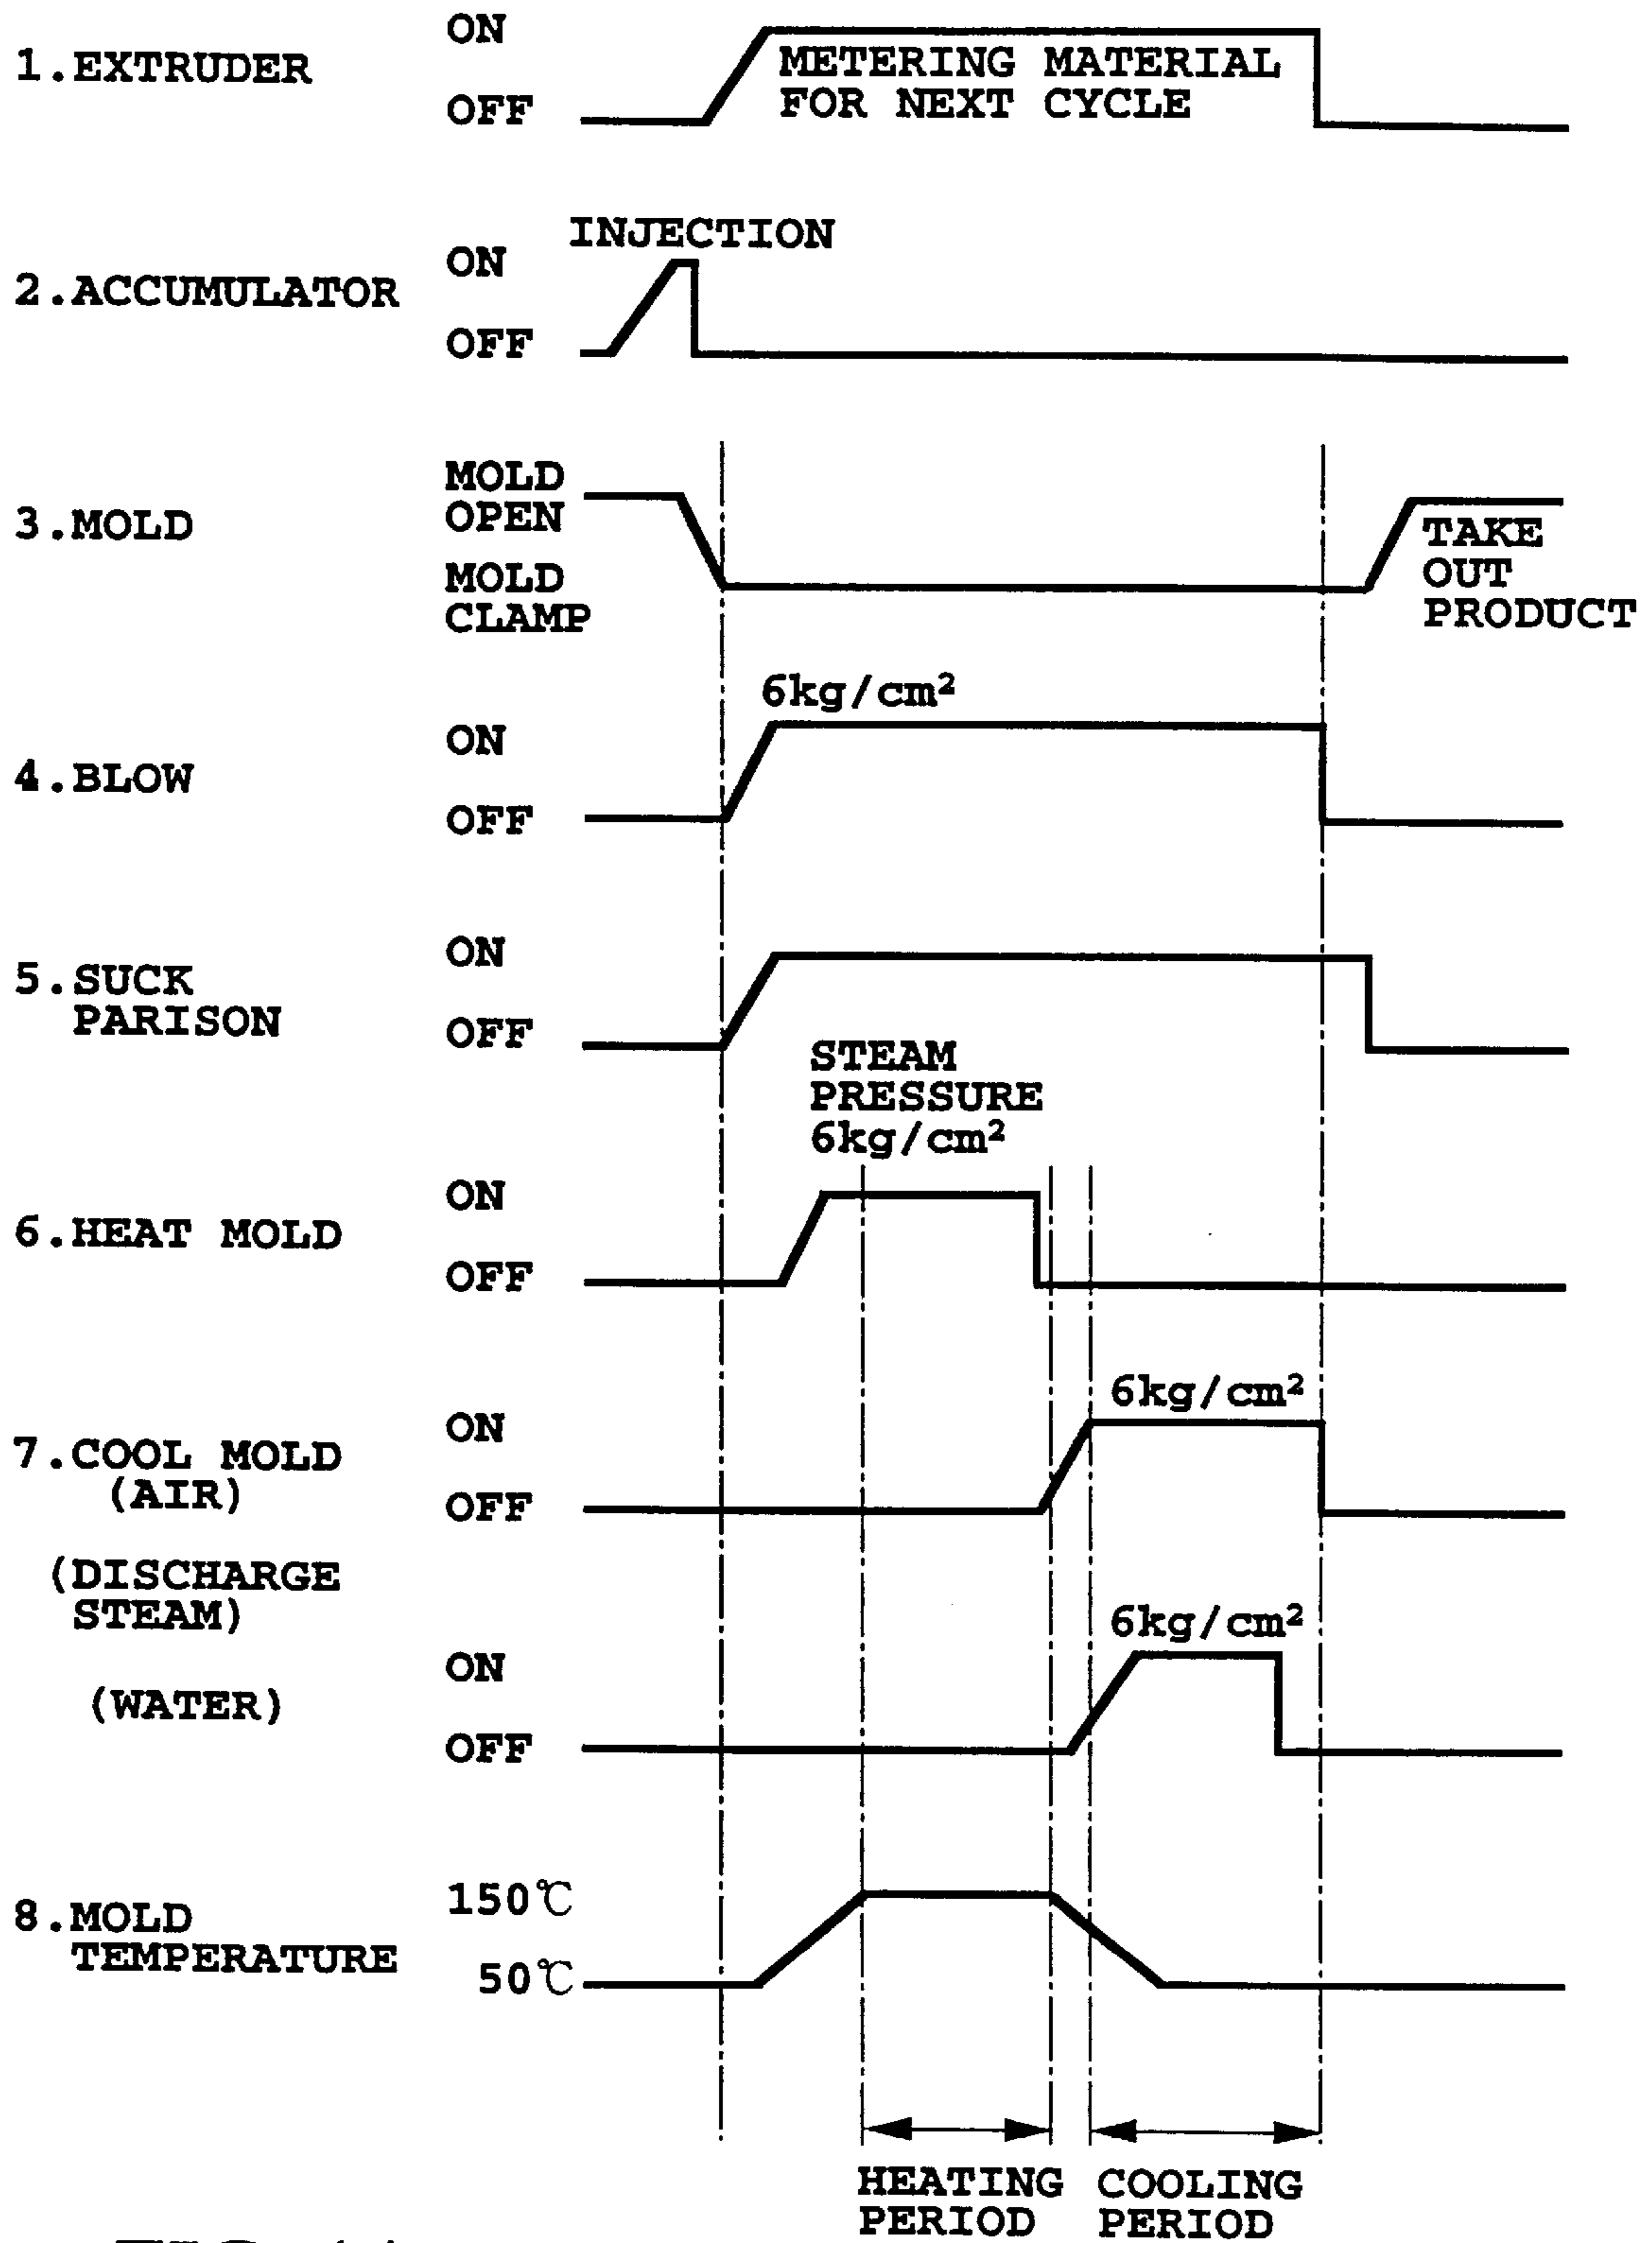 1.EXTRUDER
ON
OFF
METERING MATERIAL
FOR NEXT CYCLE
2.ACCUMULATOR
INJECTION
ON
OFF
3.MOLD
MOLD
OPEN
MOLD
CLAMP
TAKE
OUT
PRODUCT
4.BLOW
6kg/cm²
ON
OFF
5.SUCK
PARISON
ON
OFF
STEAM
PRESSURE
6kg/cm²
6.HEAT MOLD
ON
OFF
7.COOL MOLD
(AIR)
6kg/cm²
ON
OFF
(DISCHARGE
STEAM)
(WATER)
6kg/cm²
ON
OFF
8.MOLD
TEMPERATURE
150℃
50℃
HEATING
PERIOD
COOLING
PERIOD